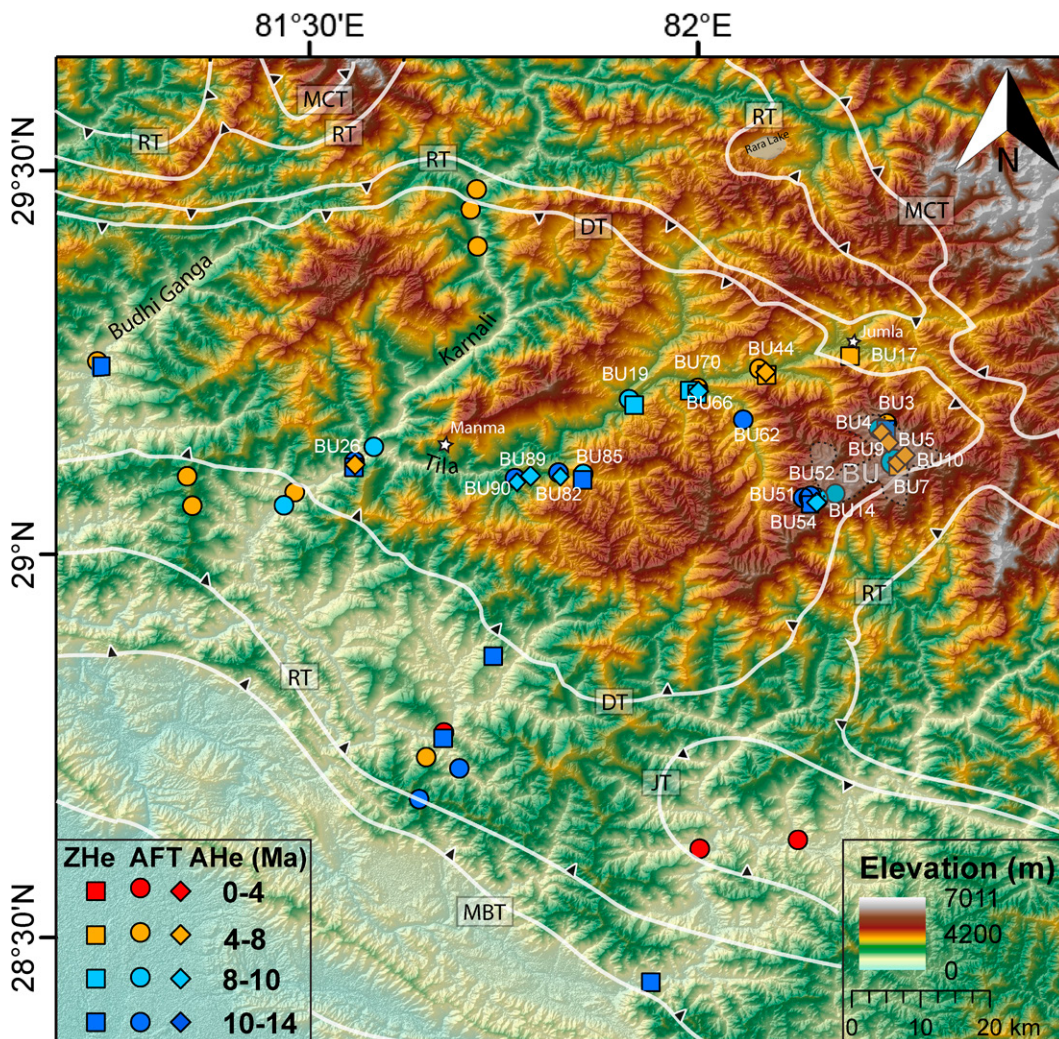 81°30'E
82°E
MCT
RT
RT
RT
RT
Rara Lake
N
29°30'N
MCT
DT
Budhi Ganga
Karnali
Jumla
BU44
BU17
BU70
BU19
BU66
BU3
BU4
BU62
BU5
Manma
BU26
BU9
BU10
Tila
BU89
BU85
BU52
BU
BU7
BU90
BU82
BU51
BU14
BU54
29°N
RT
RT
DT
JT
MBT
28°30'N
ZHe AFT AHe (Ma)
0-4
4-8
8-10
10-14
Elevation (m)
7011
4200
0
0 10 20 km